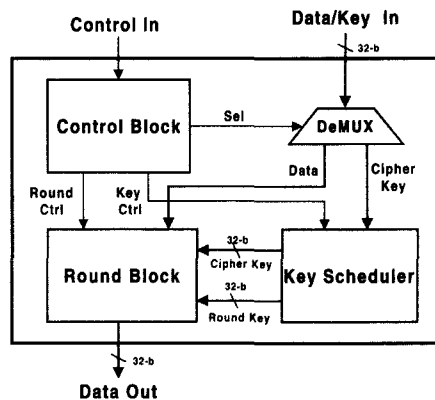 Control In
Data/Key In
32-b
Control Block
Sel
DeMUX
Data
Cipher
Key
Round
Ctrl
Key
Ctrl
32-b
Cipher Key
Round Block
Key Scheduler
32-b
Round Key
32-b
Data Out